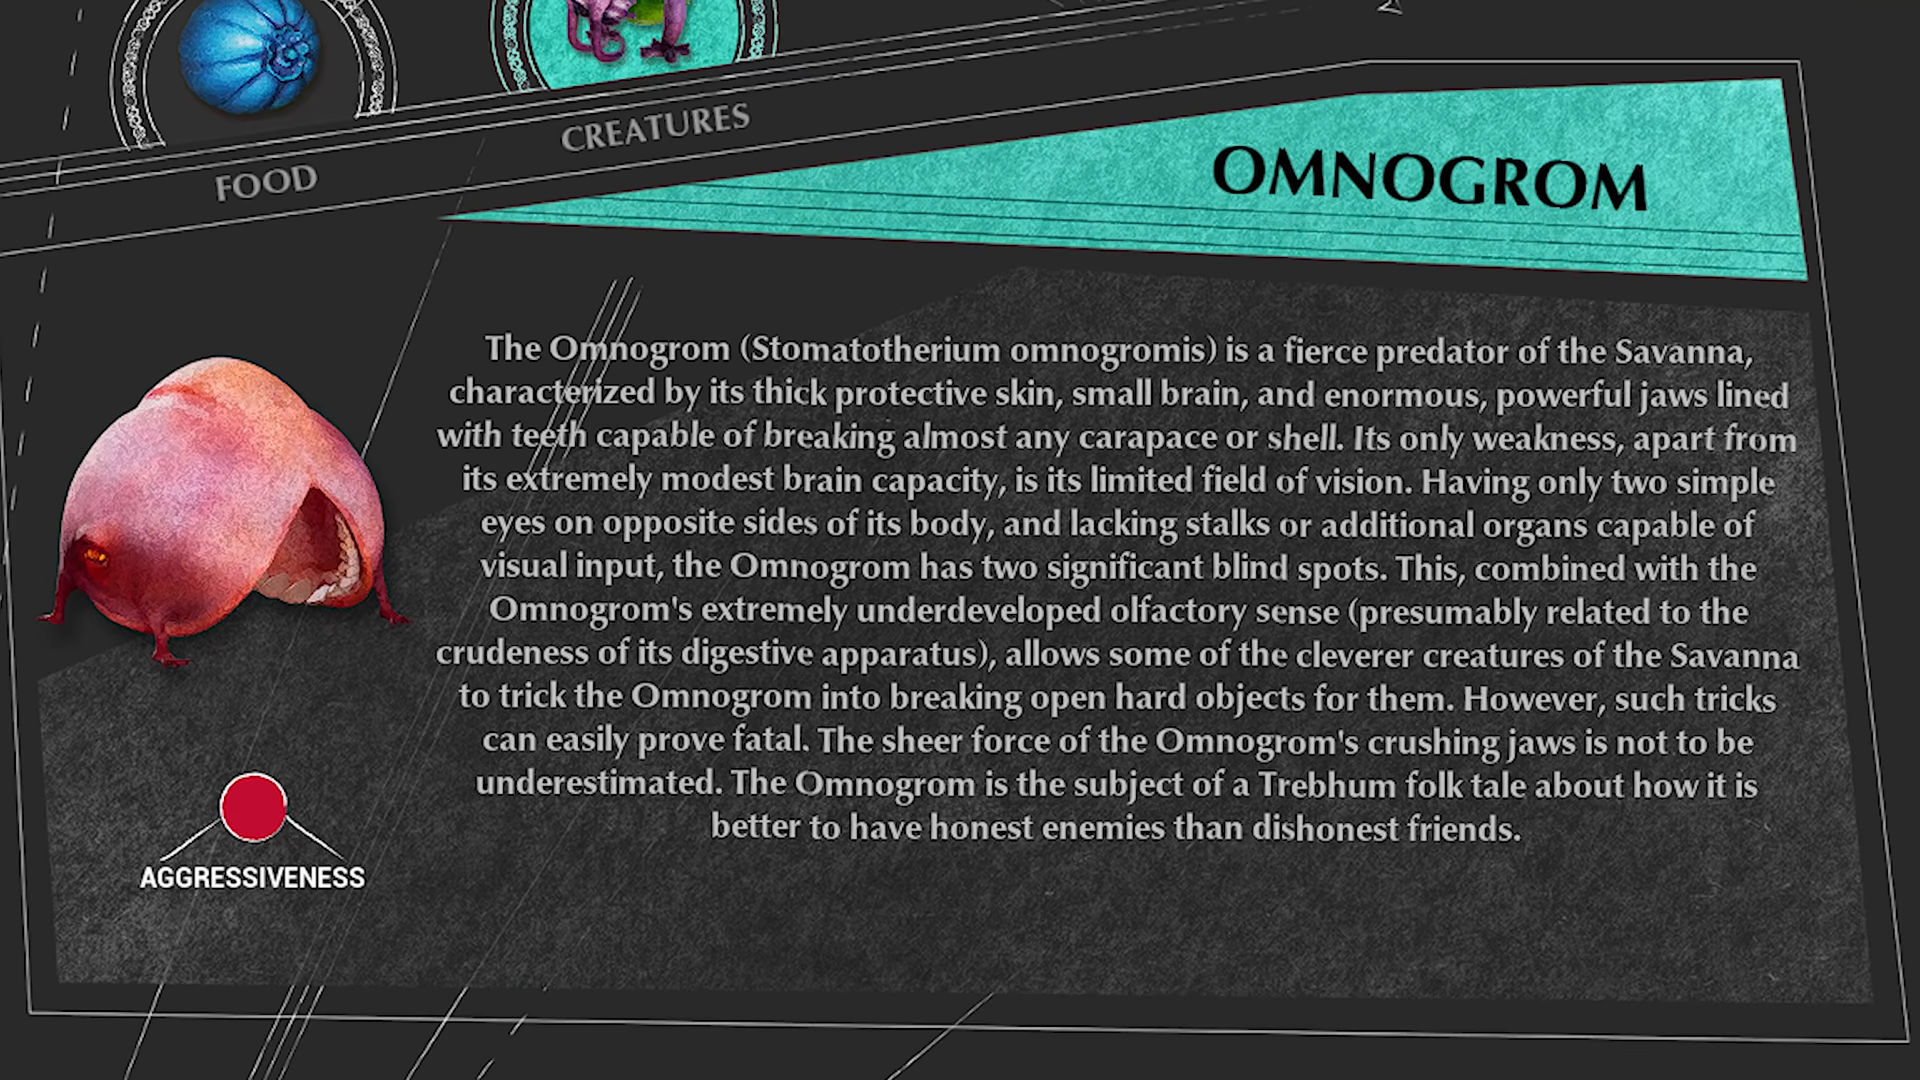 FOOD
CREATURES
OMNOGROM
The Omnogrom (Stomatotherium omnogromis) is a fierce predator of the Savanna,
characterized by its thick protective skin, small brain, and enormous, powerful jaws lined
with teeth capable of breaking almost any carapace or shell. Its only weakness, apart from
its extremely modest brain capacity, is its limited field of vision. Having only two simple
eyes on opposite sides of its body, and lacking stalks or additional organs capable of
visual input, the Omnogrom has two significant blind spots. This, combined with the
Omnogrom's extremely underdeveloped olfactory sense (presumably related to the
crudeness of its digestive apparatus), allows some of the cleverer creatures of the Savanna
to trick the Omnogrom into breaking open hard objects for them. However, such tricks
can easily prove fatal. The sheer force of the Omnogrom's crushing jaws is not to be
underestimated. The Omnogrom is the subject of a Trebhum folk tale about how it is
better to have honest enemies than dishonest friends.
AGGRESSIVENESS